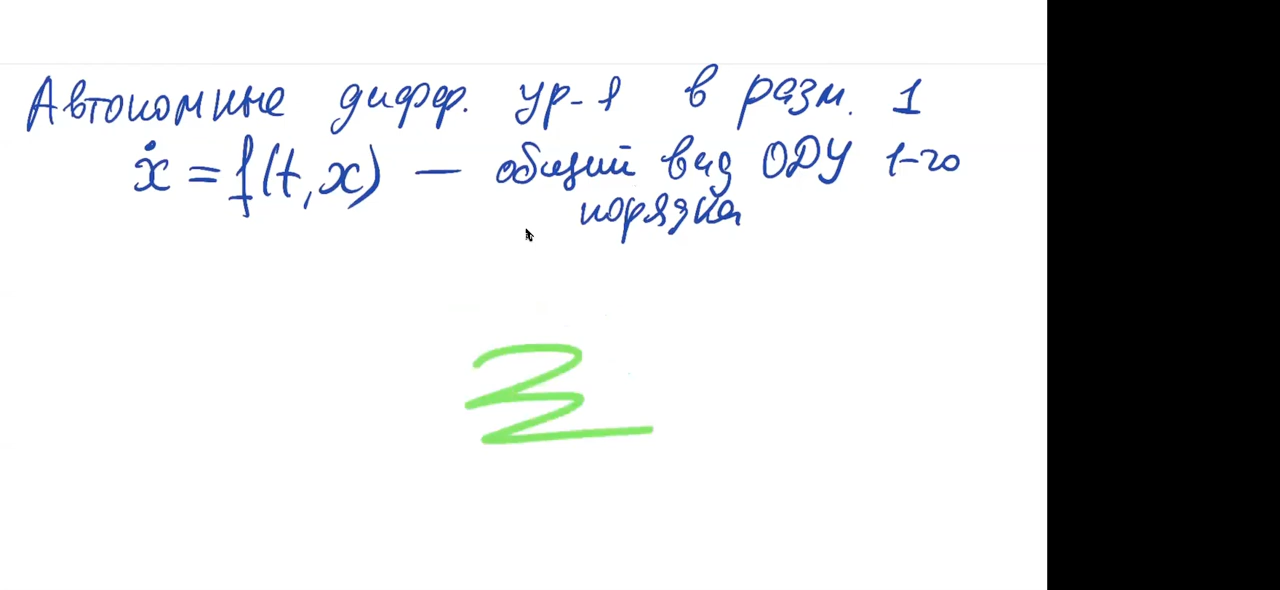 Автономные дифф. ур-я в разм. 1
ẋ = f(t, x) — общий вид ОДУ 1-го
порядка